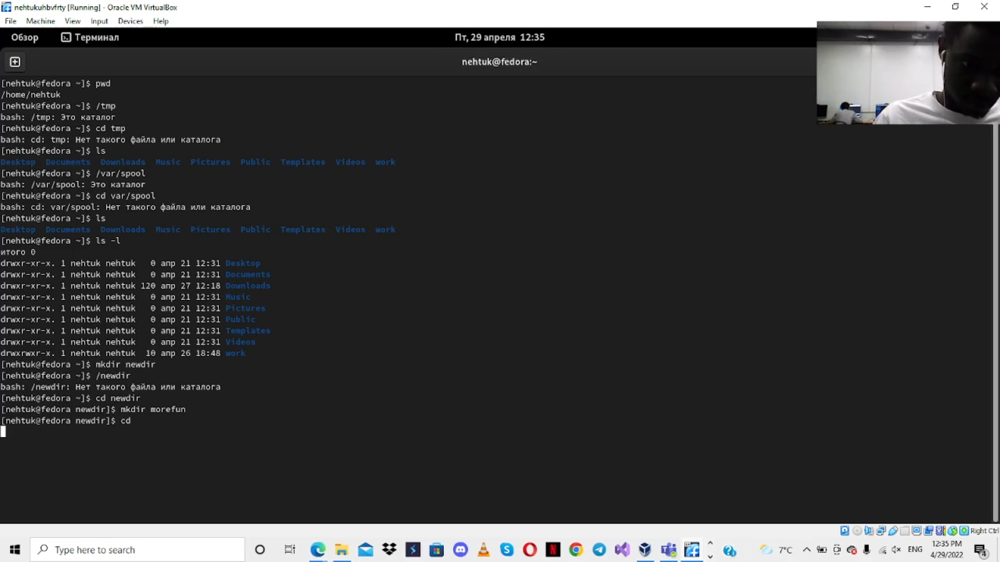 nehtukuhbvfrty [Running] - Oracle VM VirtualBox
File Machine View Input Devices Help
Обзор Терминал Пт, 29 апреля 12:35
nehtuk@fedora:~
[nehtuk@fedora ~]$ pwd
/home/nehtuk
[nehtuk@fedora ~]$ /tmp
bash: /tmp: Это каталог
[nehtuk@fedora ~]$ cd tmp
bash: cd: tmp: Нет такого файла или каталога
[nehtuk@fedora ~]$ ls
Desktop Documents Downloads Music Pictures Public Templates Videos work
[nehtuk@fedora ~]$ /var/spool
bash: /var/spool: Это каталог
[nehtuk@fedora ~]$ cd var/spool
bash: cd: var/spool: Нет такого файла или каталога
[nehtuk@fedora ~]$ ls
Desktop Documents Downloads Music Pictures Public Templates Videos work
[nehtuk@fedora ~]$ ls -l
итого 0
drwxr-xr-x. 1 nehtuk nehtuk 0 апр 21 12:31 Desktop
drwxr-xr-x. 1 nehtuk nehtuk 0 апр 21 12:31 Documents
drwxr-xr-x. 1 nehtuk nehtuk 120 апр 27 12:18 Downloads
drwxr-xr-x. 1 nehtuk nehtuk 0 апр 21 12:31 Music
drwxr-xr-x. 1 nehtuk nehtuk 0 апр 21 12:31 Pictures
drwxr-xr-x. 1 nehtuk nehtuk 0 апр 21 12:31 Public
drwxr-xr-x. 1 nehtuk nehtuk 0 апр 21 12:31 Templates
drwxr-xr-x. 1 nehtuk nehtuk 0 апр 21 12:31 Videos
drwxrwxr-x. 1 nehtuk nehtuk 10 апр 26 18:48 work
[nehtuk@fedora ~]$ mkdir newdir
[nehtuk@fedora ~]$ /newdir
bash: /newdir: Нет такого файла или каталога
[nehtuk@fedora ~]$ cd newdir
[nehtuk@fedora newdir]$ mkdir morefun
[nehtuk@fedora newdir]$ cd
Right Ctrl
Type here to search
7°C ENG 12:35 PM
4/29/2022
4